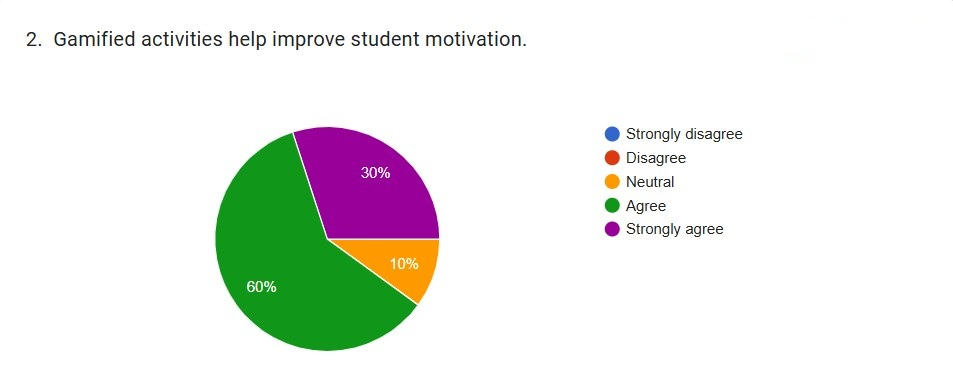 2. Gamified activities help improve student motivation.
30%
10%
60%
Strongly disagree
Disagree
Neutral
Agree
Strongly agree